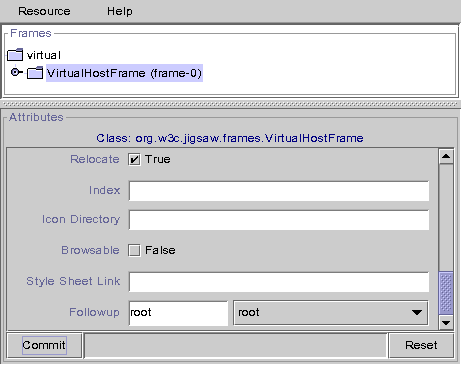 Resource Help
Frames
virtual
VirtualHostFrame (frame-0)
Attributes
Class: org.w3c.jigsaw.frames.VirtualHostFrame
Relocate True
Index
Icon Directory
Browsable False
Style Sheet Link
Followup root root
Commit Reset